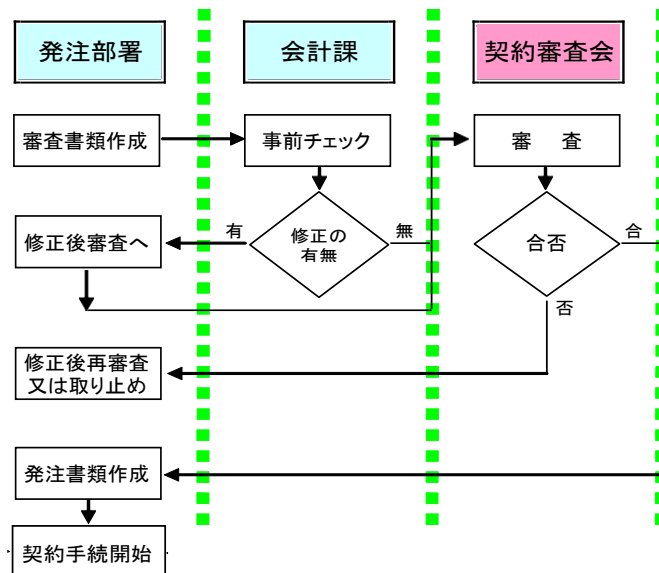 発注部署
会計課
契約審査会
審査書類作成
事前チェック
審　査
修正後審査へ
有
修正の
有無
無
合否
合
否
修正後再審査
又は取り止め
発注書類作成
契約手続開始